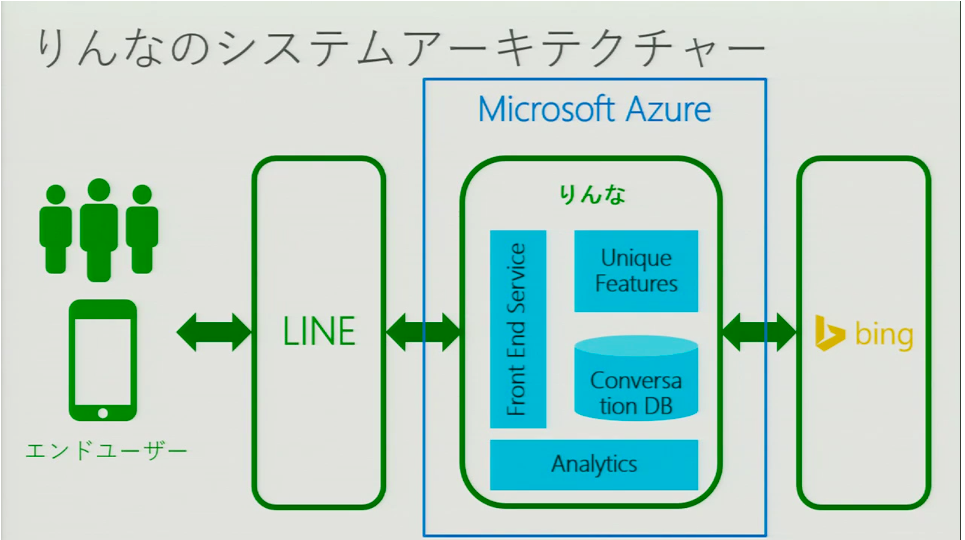 りんなのシステムアーキテクチャー
Microsoft Azure
りんな
Front End Service
Unique
Features
Conversa
tion DB
Analytics
LINE
bing
エンドユーザー